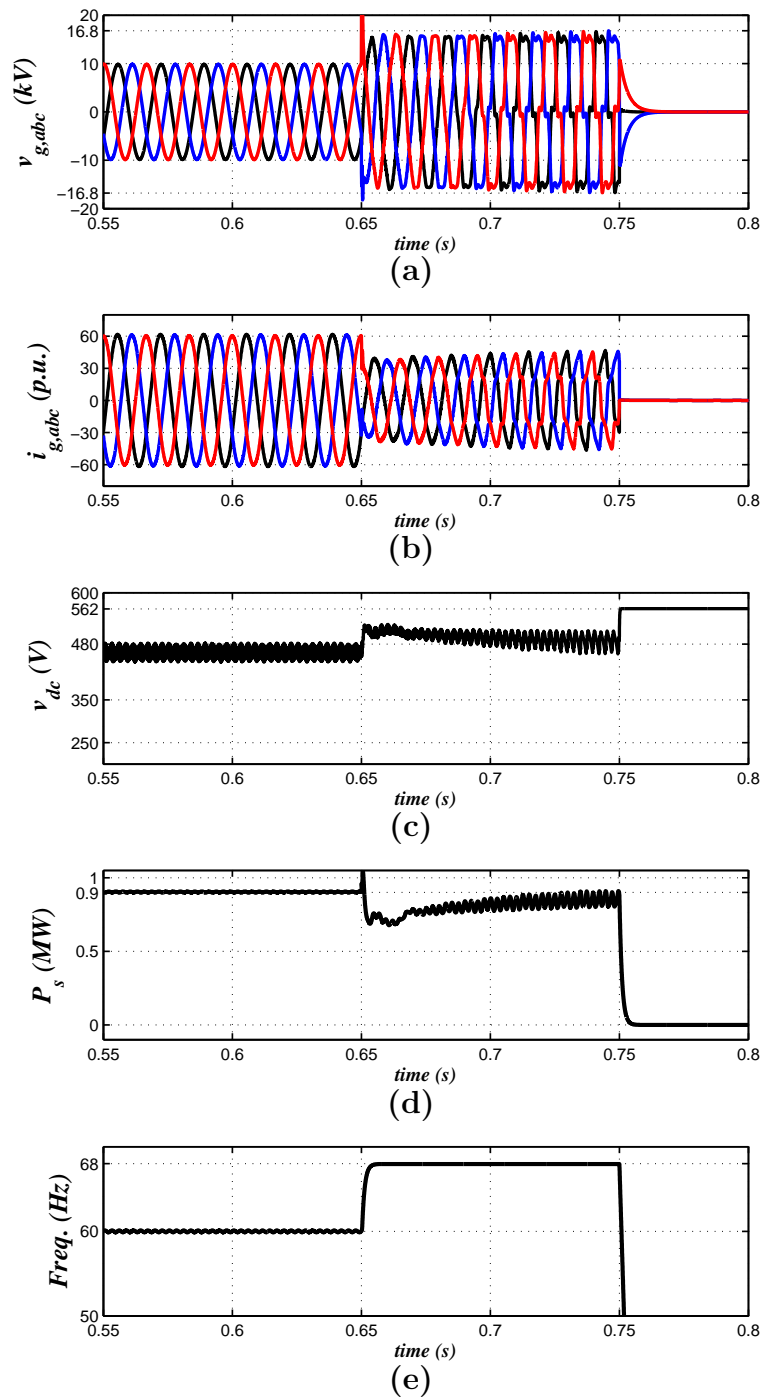 20
16.8
10
0
−10
−16.8
−20
v g,abc (kV)
0.55 0.6 0.65 0.7 0.75 0.8
time (s)
(a)
60
30
0
−30
−60
i g,abc (p.u.)
0.55 0.6 0.65 0.7 0.75 0.8
time (s)
(b)
600
562
480
350
250
v dc (V)
0.55 0.6 0.65 0.7 0.75 0.8
time (s)
(c)
1
0.9
0.5
0
P s (MW)
0.55 0.6 0.65 0.7 0.75 0.8
time (s)
(d)
68
60
50
Freq. (Hz)
0.55 0.6 0.65 0.7 0.75 0.8
time (s)
(e)